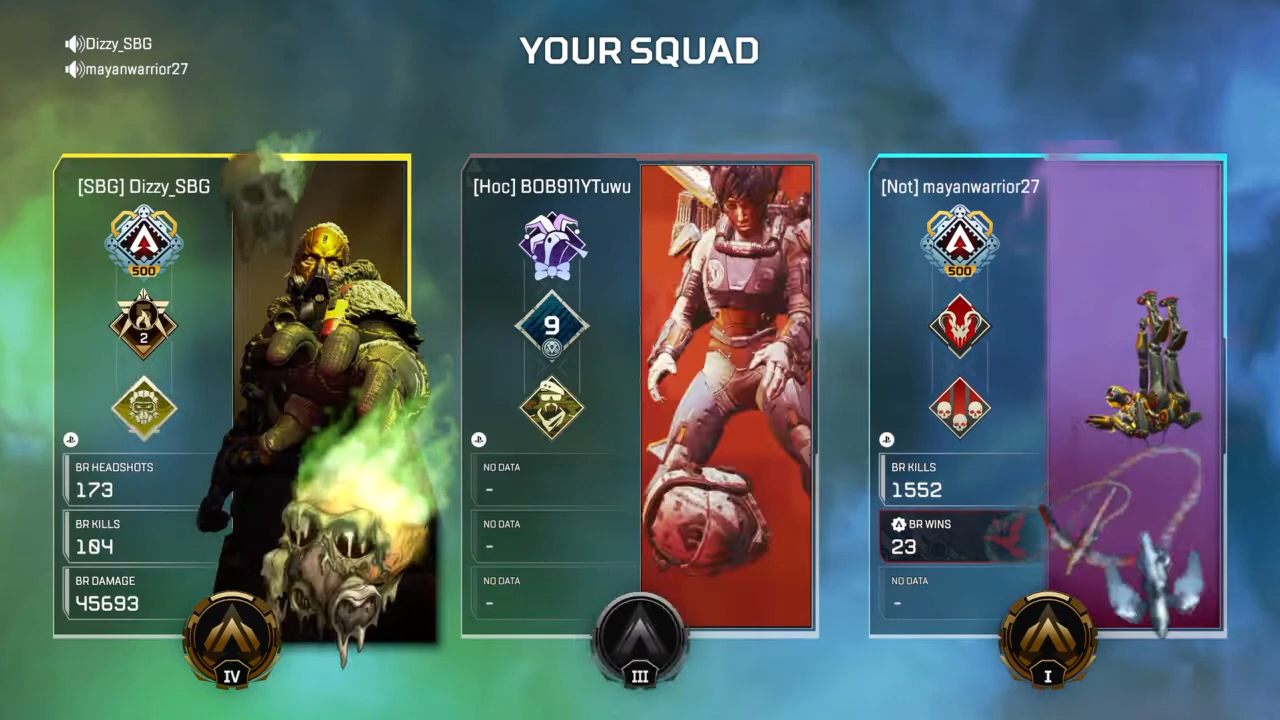 Dizzy_SBG
mayanwarrior27
YOUR SQUAD
[SBG] Dizzy_SBG
500
2
BR HEADSHOTS
173
BR KILLS
104
BR DAMAGE
45693
IV
[Hoc] BOB911YTuwu
9
NO DATA
-
NO DATA
-
NO DATA
-
III
[Not] mayanwarrior27
500
BR KILLS
1552
BR WINS
23
NO DATA
-
I